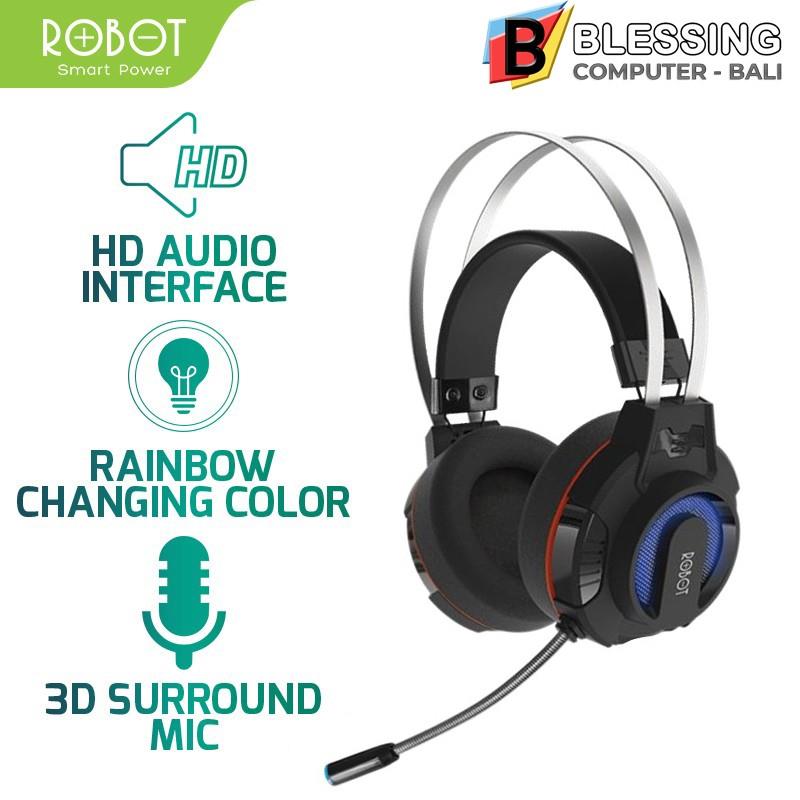 ROBOT
Smart Power
B BLESSING
COMPUTER - BALI
HD
HD AUDIO
INTERFACE
RAINBOW
CHANGING COLOR
3D SURROUND
MIC
ROBOT